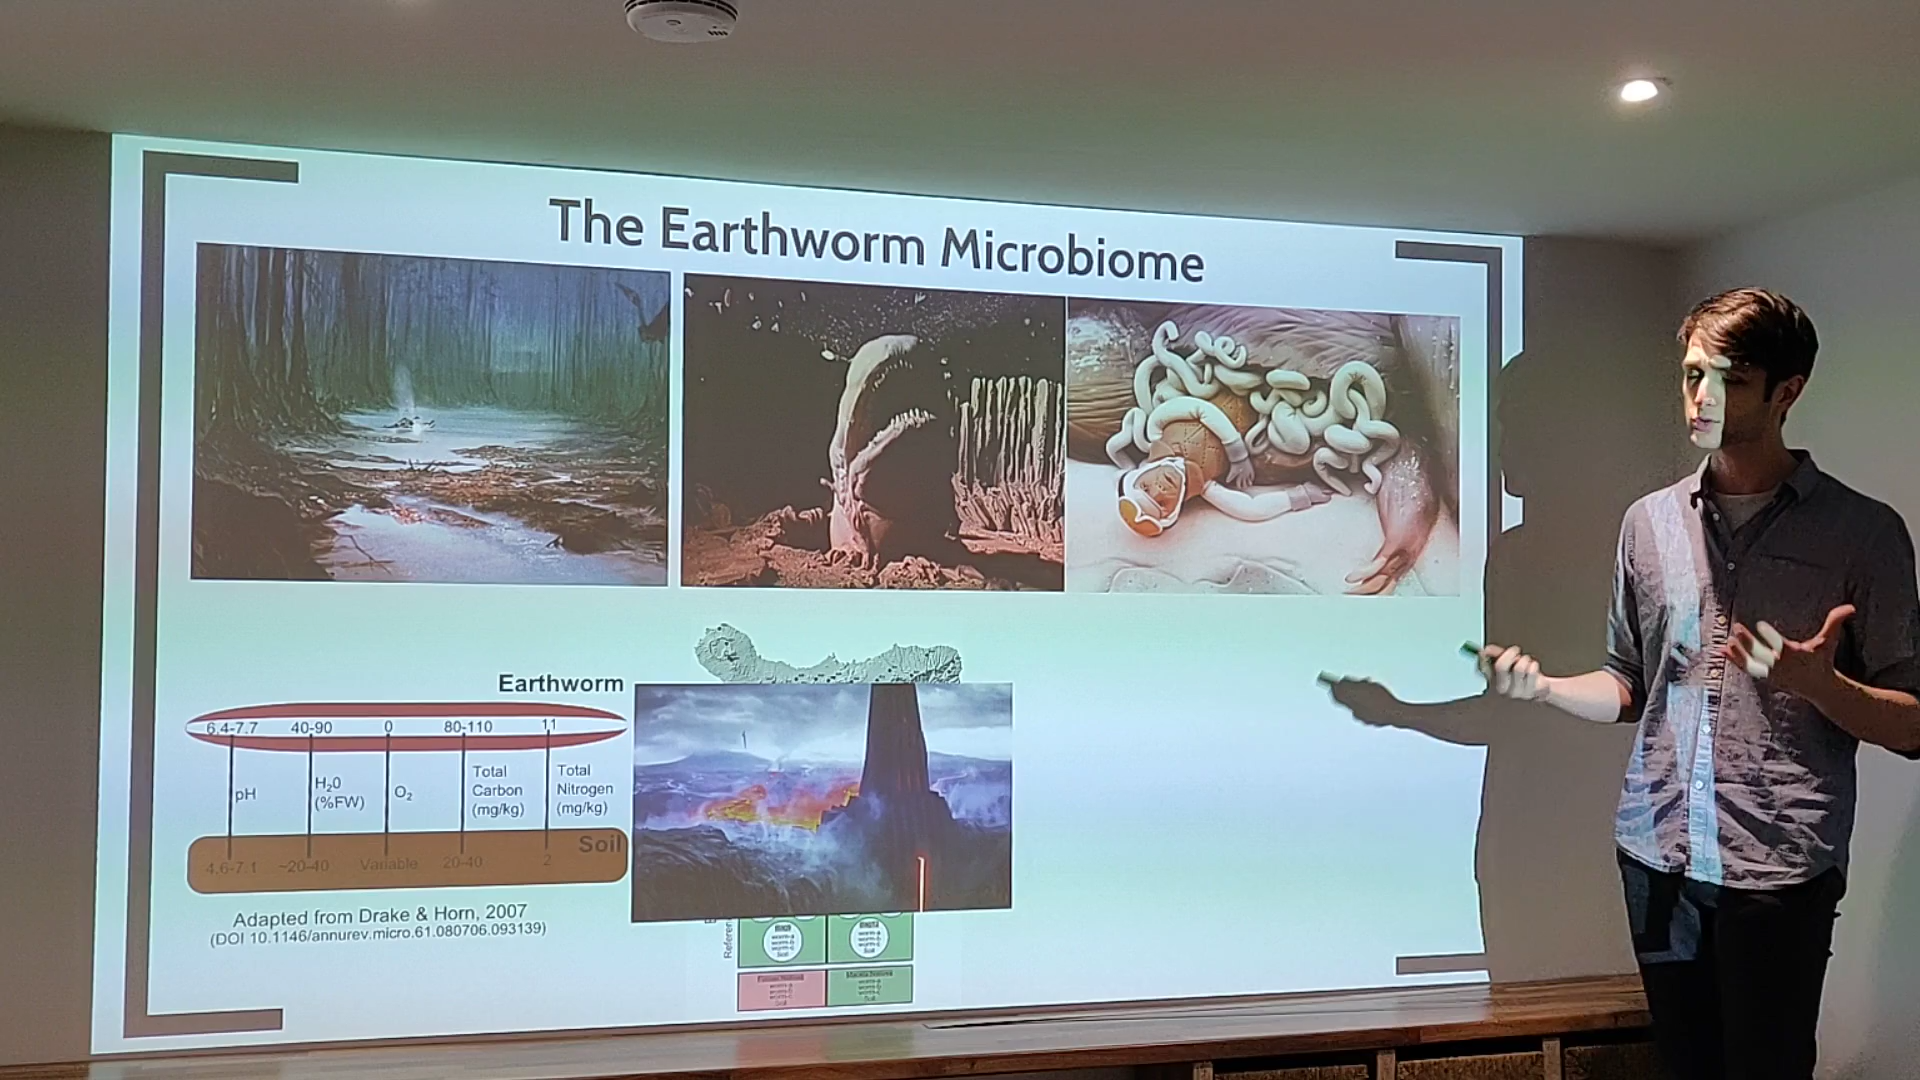 The Earthworm Microbiome
Earthworm
6.4-7.7 40-90 0 80-110 11
pH
H20
(%FW)
O2
Total
Carbon
(mg/kg)
Total
Nitrogen
(mg/kg)
Soil
4.6-7.1 ~20-40 Variable 20-40 2
Adapted from Drake & Horn, 2007
(DOI 10.1146/annurev.micro.61.080706.093139)